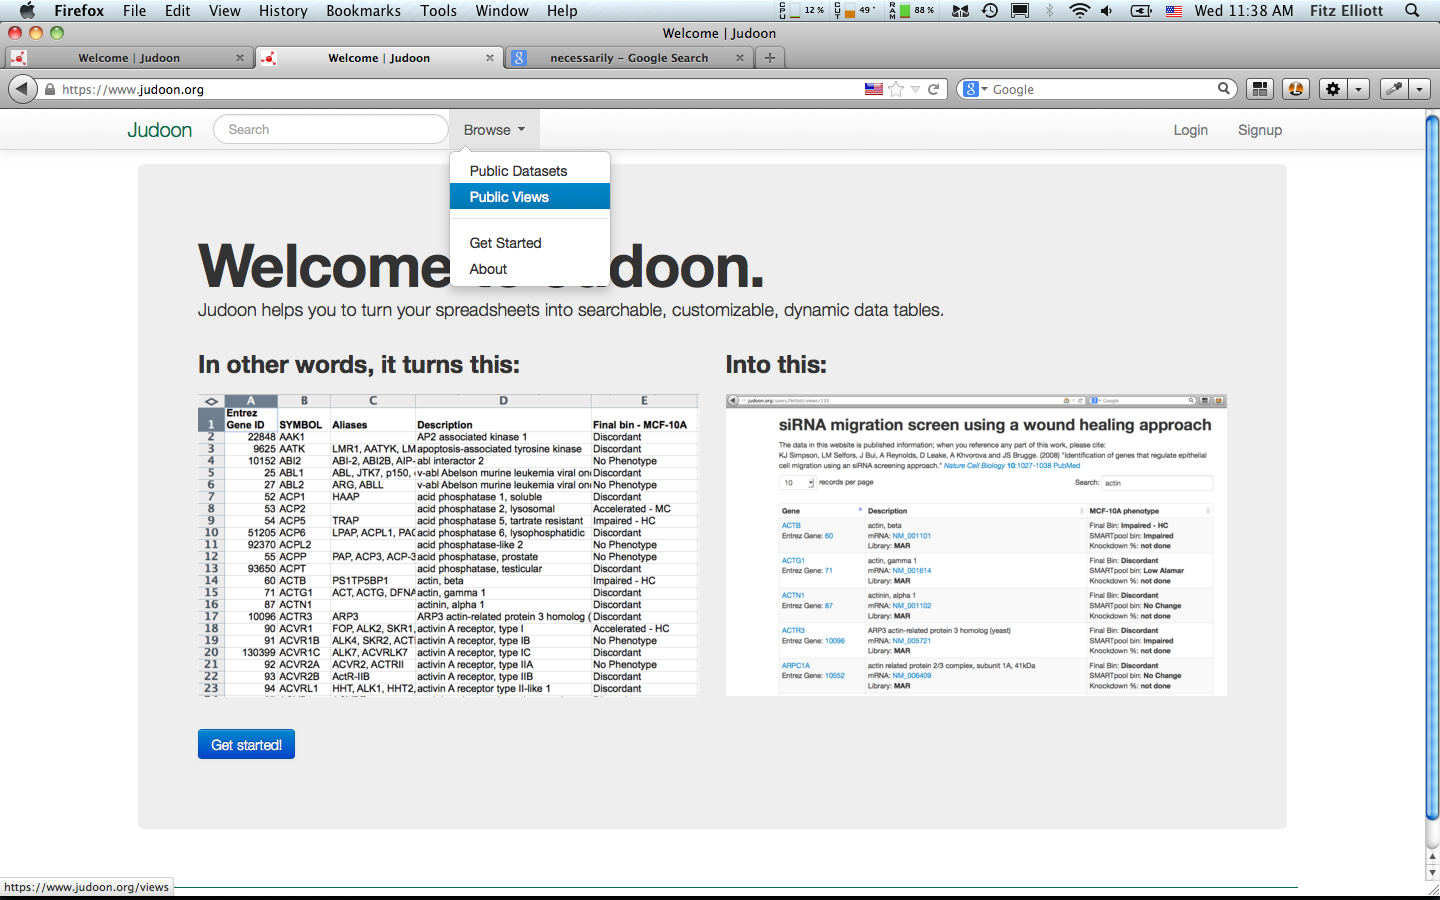 Firefox File Edit View History Bookmarks Tools Window Help
CPU 12% CUT 49° RAM 88% Wed 11:38 AM Fitz Elliott
Welcome | Judoon
Welcome | Judoon
Welcome | Judoon
necessarily - Google Search
https://www.judoon.org
Google
Judoon
Search
Browse
Login
Signup
Public Datasets
Public Views
Get Started
About
Welcome to Judoon.
Judoon helps you to turn your spreadsheets into searchable, customizable, dynamic data tables.
In other words, it turns this:
A B C D E
1 Entrez Gene ID SYMBOL Aliases Description Final bin - MCF-10A
2 22848 AAK1 AP2 associated kinase 1 Discordant
3 9625 AATK LMR1, AATYK, LM apoptosis-associated tyrosine kinase Discordant
4 10152 ABI2 ABI-2, ABI2B, AIP- abl interactor 2 No Phenotype
5 25 ABL1 ABL, JTK7, p150, v-abl Abelson murine leukemia viral on Discordant
6 27 ABL2 ARG, ABLL v-abl Abelson murine leukemia viral on No Phenotype
7 52 ACP1 HAAP acid phosphatase 1, soluble Discordant
8 53 ACP2 acid phosphatase 2, lysosomal Accelerated - MC
9 54 ACP5 TRAP acid phosphatase 5, tartrate resistant Impaired - HC
10 51205 ACP6 LPAP, ACPL1, PAC acid phosphatase 6, lysophosphatidic Discordant
11 92370 ACPL2 acid phosphatase-like 2 No Phenotype
12 55 ACPP PAP, ACP3, ACP-3 acid phosphatase, prostate No Phenotype
13 93650 ACPT acid phosphatase, testicular Discordant
14 60 ACTB PS1TP5BP1 actin, beta Impaired - HC
15 71 ACTG1 ACT, ACTG, DFNA actin, gamma 1 Discordant
16 87 ACTN1 actinin, alpha 1 Discordant
17 10096 ACTR3 ARP3 ARP3 actin-related protein 3 homolog ( Discordant
18 90 ACVR1 FOP, ALK2, SKR1, activin A receptor, type I Accelerated - HC
19 91 ACVR1B ALK4, SKR2, ACT activin A receptor, type IB No Phenotype
20 130399 ACVR1C ALK7, ACVRLK7 activin A receptor, type IC Discordant
21 92 ACVR2A ACVR2, ACTRII activin A receptor, type IIA No Phenotype
22 93 ACVR2B ActR-IIB activin A receptor, type IIB Discordant
23 94 ACVRL1 HHT, ALK1, HHT2, activin A receptor type II-like 1 Discordant
Into this:
judoon.org/users/felliott/views/132
Google
siRNA migration screen using a wound healing approach
The data in this website is published information; when you reference any part of this work, please cite:
KJ Simpson, LM Selfors, J Bui, A Reynolds, D Leake, A Khvorova and JS Brugge. (2008) "Identification of genes that regulate epithelial
cell migration using an siRNA screening approach." Nature Cell Biology 10:1027-1038 PubMed
10 records per page
Search: actin
Gene Description MCF-10A phenotype
ACTB actin, beta Final Bin: Impaired - HC
Entrez Gene: 60 mRNA: NM_001101 SMARTpool bin: Impaired
Library: MAR Knockdown %: not done
ACTG1 actin, gamma 1 Final Bin: Discordant
Entrez Gene: 71 mRNA: NM_001614 SMARTpool bin: Low Alamar
Library: MAR Knockdown %: not done
ACTN1 actinin, alpha 1 Final Bin: Discordant
Entrez Gene: 87 mRNA: NM_001102 SMARTpool bin: No Change
Library: MAR Knockdown %: not done
ACTR3 ARP3 actin-related protein 3 homolog (yeast) Final Bin: Discordant
Entrez Gene: 10096 mRNA: NM_005721 SMARTpool bin: Impaired
Library: MAR Knockdown %: not done
ARPC1A actin related protein 2/3 complex, subunit 1A, 41kDa Final Bin: Discordant
Entrez Gene: 10552 mRNA: NM_006409 SMARTpool bin: No Change
Library: MAR Knockdown %: not done
Get started!
https://www.judoon.org/views